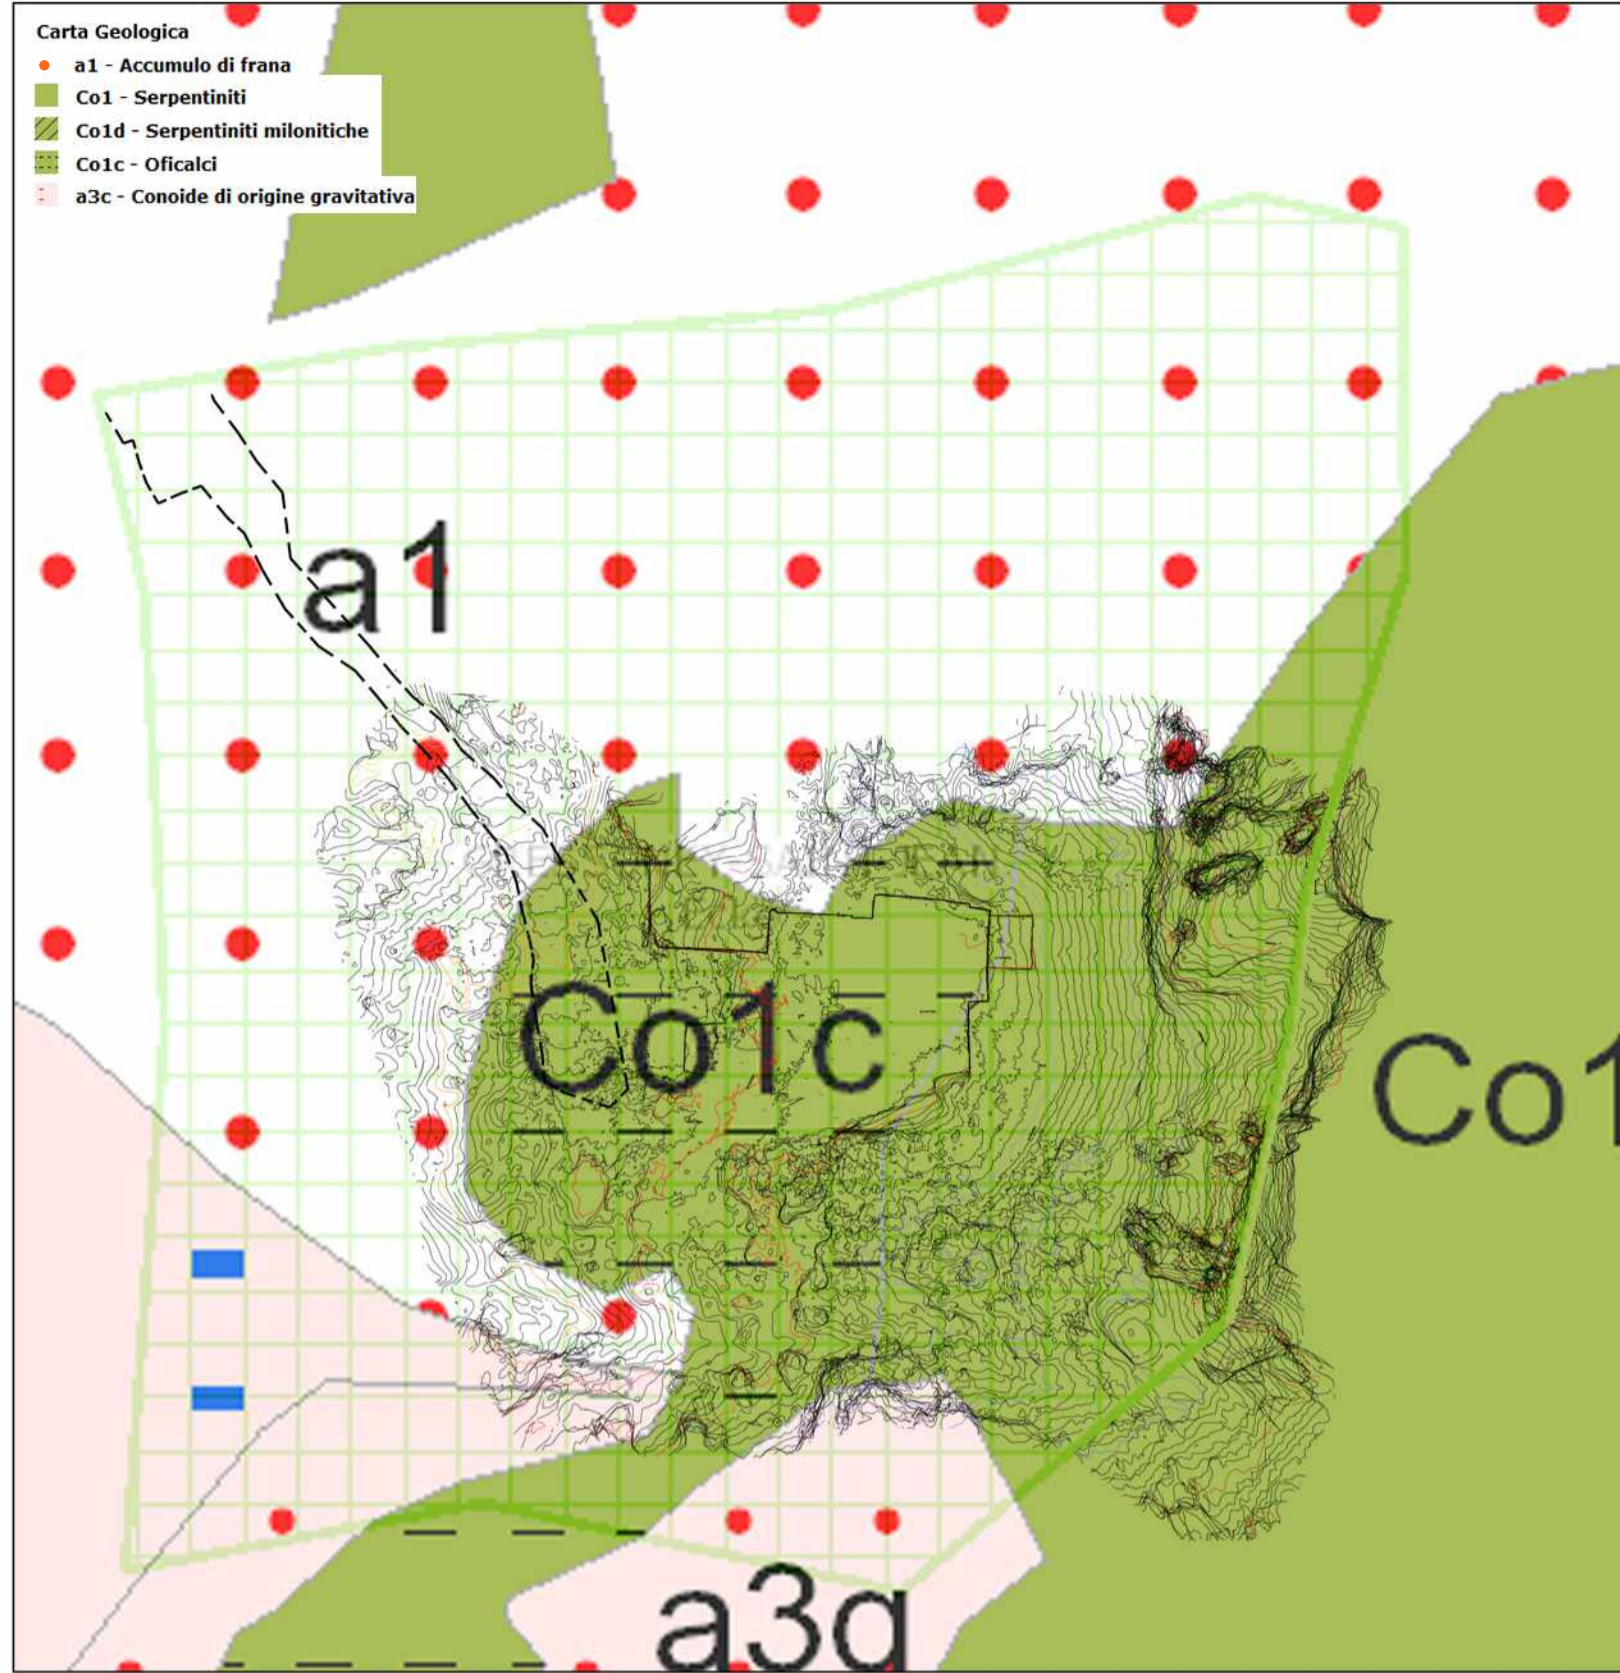 Carta Geologica
a1 - Accumulo di frana
Co1 - Serpentiniti
Co1d - Serpentiniti milonitiche
Co1c - Oficalci
a3c - Conoide di origine gravitativa
a1
Co1c
Co1
a3g